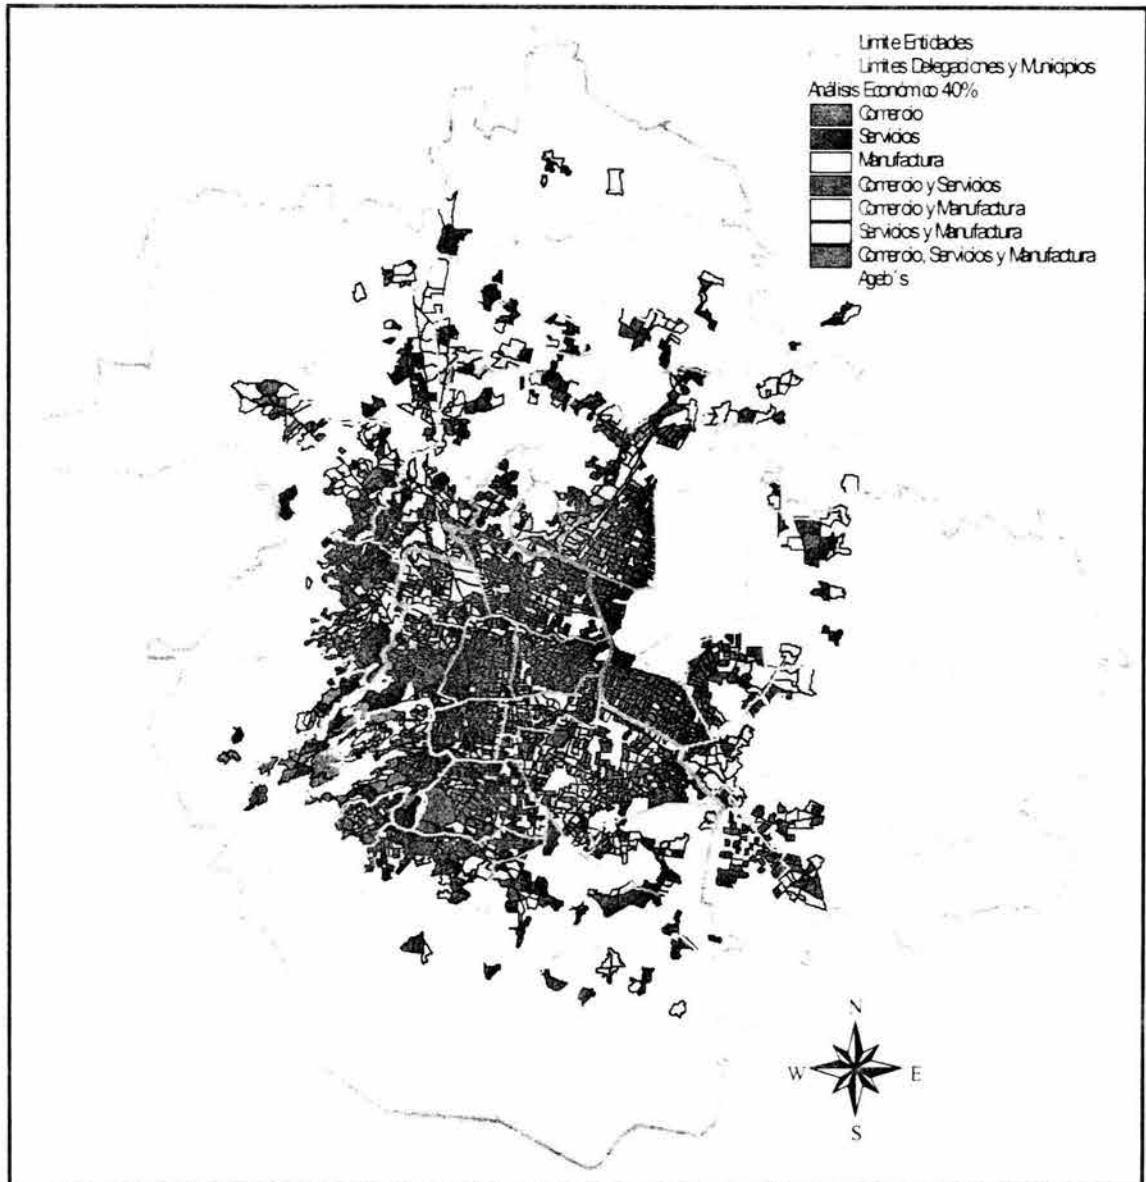 Limite Entidades
Limites Delegaciones y Municipios
Análisis Económico 40%
Comercio
Servicios
Manufactura
Comercio y Servicios
Comercio y Manufactura
Servicios y Manufactura
Comercio, Servicios y Manufactura
Ageb´s
N
W
E
S